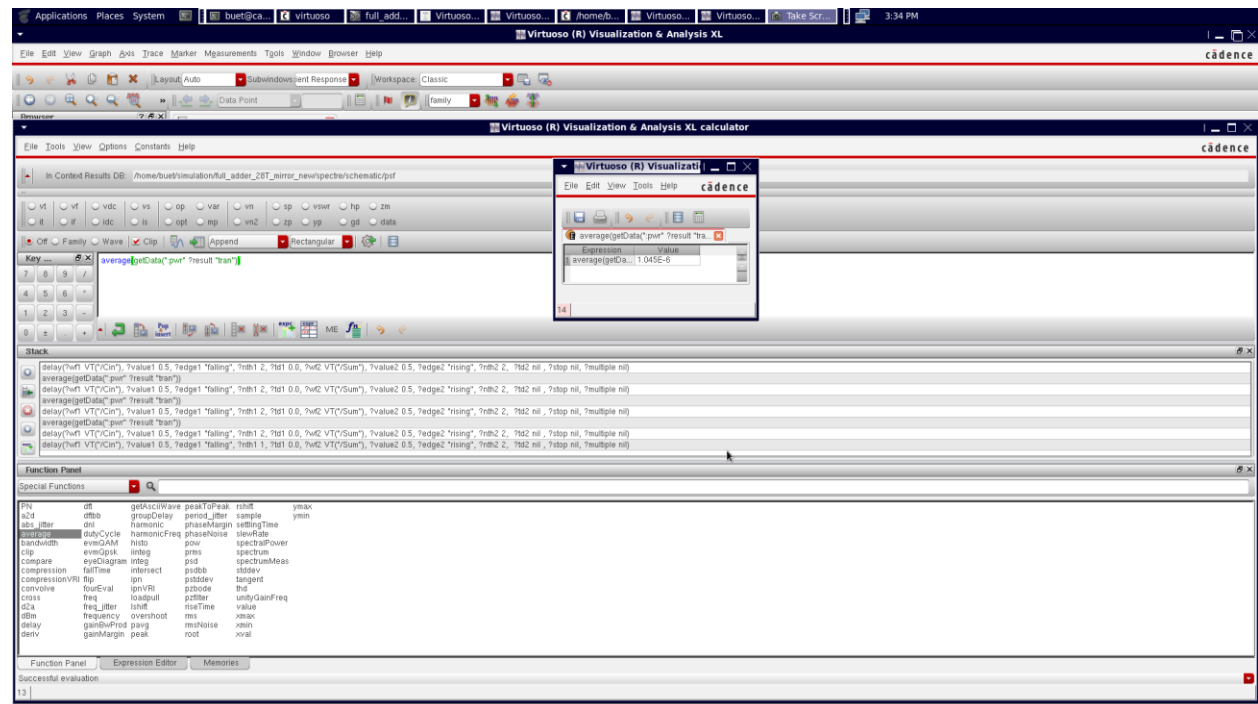 Applications Places System buet@ca... virtuoso full_add... Virtuoso... Virtuoso... /home/b... Virtuoso... Virtuoso... Take Scr... 3:34 PM
Virtuoso (R) Visualization & Analysis XL
File Edit View Graph Axis Trace Marker Measurements Tools Window Browser Help
cādence
Layout: Auto Subwindows: ient Response Workspace: Classic
» Data Point family
Browser
Virtuoso (R) Visualization & Analysis XL calculator
File Tools View Options Constants Help
cādence
In Context Results DB: /home/buet/simulation/full_adder_28T_mirror_new/spectre/schematic/psf
vt vf vdc vs op var vn sp vswr hp zm
it if idc is opt mp vn2 zp yp gd data
Off Family Wave Clip Append Rectangular
Key ...
average(getData(":pwr" ?result "tran"))
7 8 9 /
4 5 6 *
1 2 3 -
0 ± . +
Pop insert
ME
Virtuoso (R) Visualizati
File Edit View Tools Help cādence
average(getData(":pwr" ?result "tra...
Expression Value
1 average(getDa... 1.045E-6
14
Stack
delay(?wf1 VT("/Cin"), ?value1 0.5, ?edge1 "falling", ?nth1 2, ?td1 0.0, ?wf2 VT("/Sum"), ?value2 0.5, ?edge2 "rising", ?nth2 2, ?td2 nil , ?stop nil, ?multiple nil)
average(getData(":pwr" ?result "tran"))
delay(?wf1 VT("/Cin"), ?value1 0.5, ?edge1 "falling", ?nth1 2, ?td1 0.0, ?wf2 VT("/Sum"), ?value2 0.5, ?edge2 "rising", ?nth2 2, ?td2 nil , ?stop nil, ?multiple nil)
average(getData(":pwr" ?result "tran"))
delay(?wf1 VT("/Cin"), ?value1 0.5, ?edge1 "falling", ?nth1 2, ?td1 0.0, ?wf2 VT("/Sum"), ?value2 0.5, ?edge2 "rising", ?nth2 2, ?td2 nil , ?stop nil, ?multiple nil)
average(getData(":pwr" ?result "tran"))
delay(?wf1 VT("/Cin"), ?value1 0.5, ?edge1 "falling", ?nth1 2, ?td1 0.0, ?wf2 VT("/Sum"), ?value2 0.5, ?edge2 "rising", ?nth2 2, ?td2 nil , ?stop nil, ?multiple nil)
delay(?wf1 VT("/Cin"), ?value1 0.5, ?edge1 "falling", ?nth1 1, ?td1 0.0, ?wf2 VT("/Sum"), ?value2 0.5, ?edge2 "rising", ?nth2 2, ?td2 nil , ?stop nil, ?multiple nil)
Function Panel
Special Functions
PN dft getAsciiWave peakToPeak rshift ymax
a2d dftbb groupDelay period_jitter sample ymin
abs_jitter dnl harmonic phaseMargin settlingTime
average dutyCycle harmonicFreq phaseNoise slewRate
bandwidth evmQAM histo pow spectralPower
clip evmQpsk iinteg prms spectrum
compare eyeDiagram integ psd spectrumMeas
compression fallTime intersect psdbb stddev
compressionVRI flip ipn pstddev tangent
convolve fourEval ipnVRI pzbode thd
cross freq loadpull pzfilter unityGainFreq
d2a freq_jitter lshift riseTime value
dBm frequency overshoot rms xmax
delay gainBwProd pavg rmsNoise xmin
deriv gainMargin peak root xval
Function Panel Expression Editor Memories
Successful evaluation
13